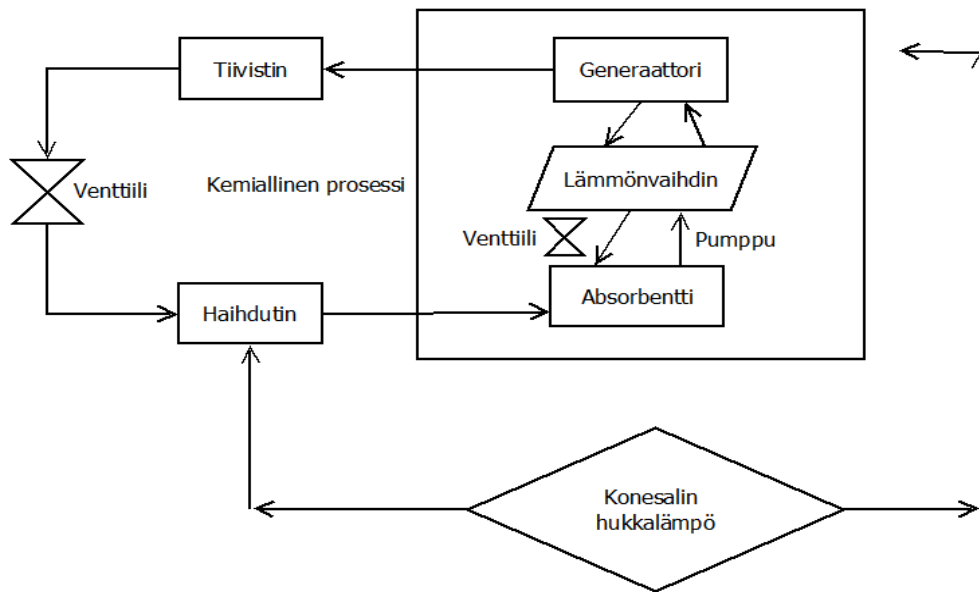 Tiivistin
Generaattori
Venttiili
Kemiallinen prosessi
Lämmönvaihdin
Venttiili
Pumppu
Haihdutin
Absorbentti
Konesalin
hukkalämpö